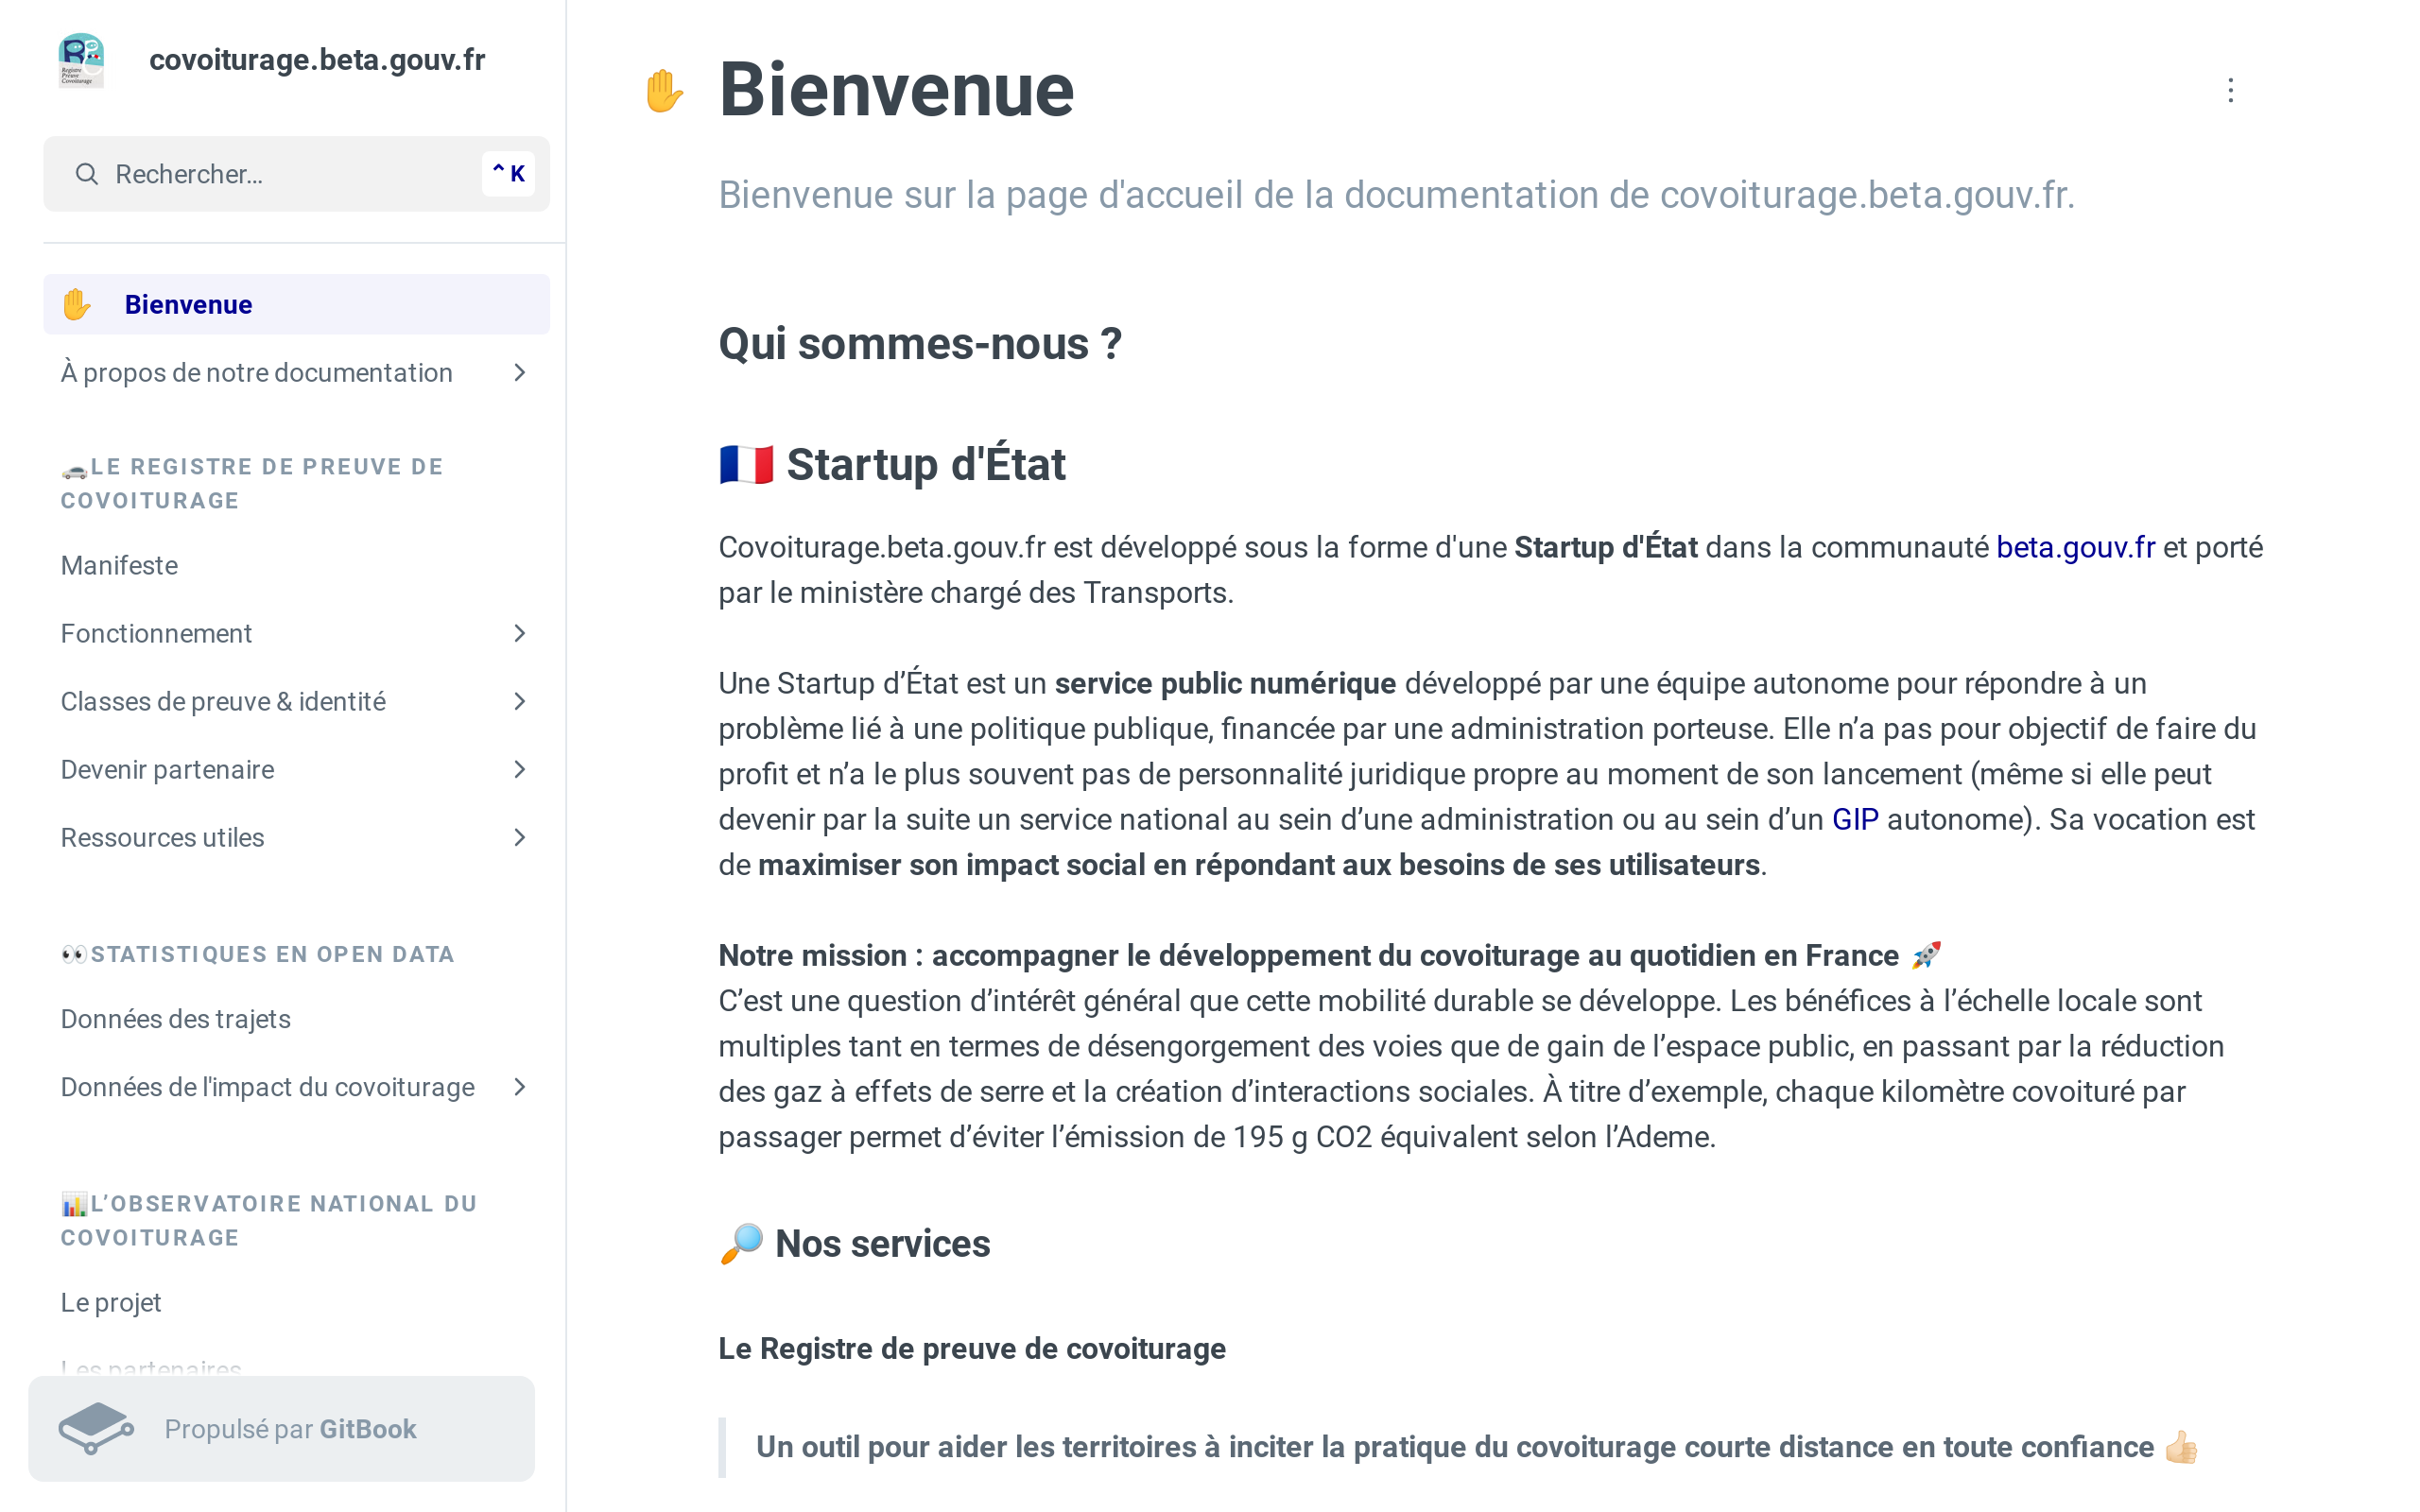 covoiturage.beta.gouv.fr
Rechercher...
⌃K
✋ Bienvenue
À propos de notre documentation
🚗LE REGISTRE DE PREUVE DE
COVOITURAGE
Manifeste
Fonctionnement
Classes de preuve & identité
Devenir partenaire
Ressources utiles
👀STATISTIQUES EN OPEN DATA
Données des trajets
Données de l'impact du covoiturage
📊L’OBSERVATOIRE NATIONAL DU
COVOITURAGE
Le projet
Les partenaires
Propulsé par GitBook
✋ Bienvenue
Bienvenue sur la page d'accueil de la documentation de covoiturage.beta.gouv.fr.
Qui sommes-nous ?
🇫🇷 Startup d'État
Covoiturage.beta.gouv.fr est développé sous la forme d'une Startup d'État dans la communauté beta.gouv.fr et porté
par le ministère chargé des Transports.
Une Startup d’État est un service public numérique développé par une équipe autonome pour répondre à un
problème lié à une politique publique, financée par une administration porteuse. Elle n’a pas pour objectif de faire du
profit et n’a le plus souvent pas de personnalité juridique propre au moment de son lancement (même si elle peut
devenir par la suite un service national au sein d’une administration ou au sein d’un GIP autonome). Sa vocation est
de maximiser son impact social en répondant aux besoins de ses utilisateurs.
Notre mission : accompagner le développement du covoiturage au quotidien en France 🚀
C’est une question d’intérêt général que cette mobilité durable se développe. Les bénéfices à l’échelle locale sont
multiples tant en termes de désengorgement des voies que de gain de l’espace public, en passant par la réduction
des gaz à effets de serre et la création d’interactions sociales. À titre d’exemple, chaque kilomètre covoituré par
passager permet d’éviter l’émission de 195 g CO2 équivalent selon l’Ademe.
🔎 Nos services
Le Registre de preuve de covoiturage
Un outil pour aider les territoires à inciter la pratique du covoiturage courte distance en toute confiance 👍🏻